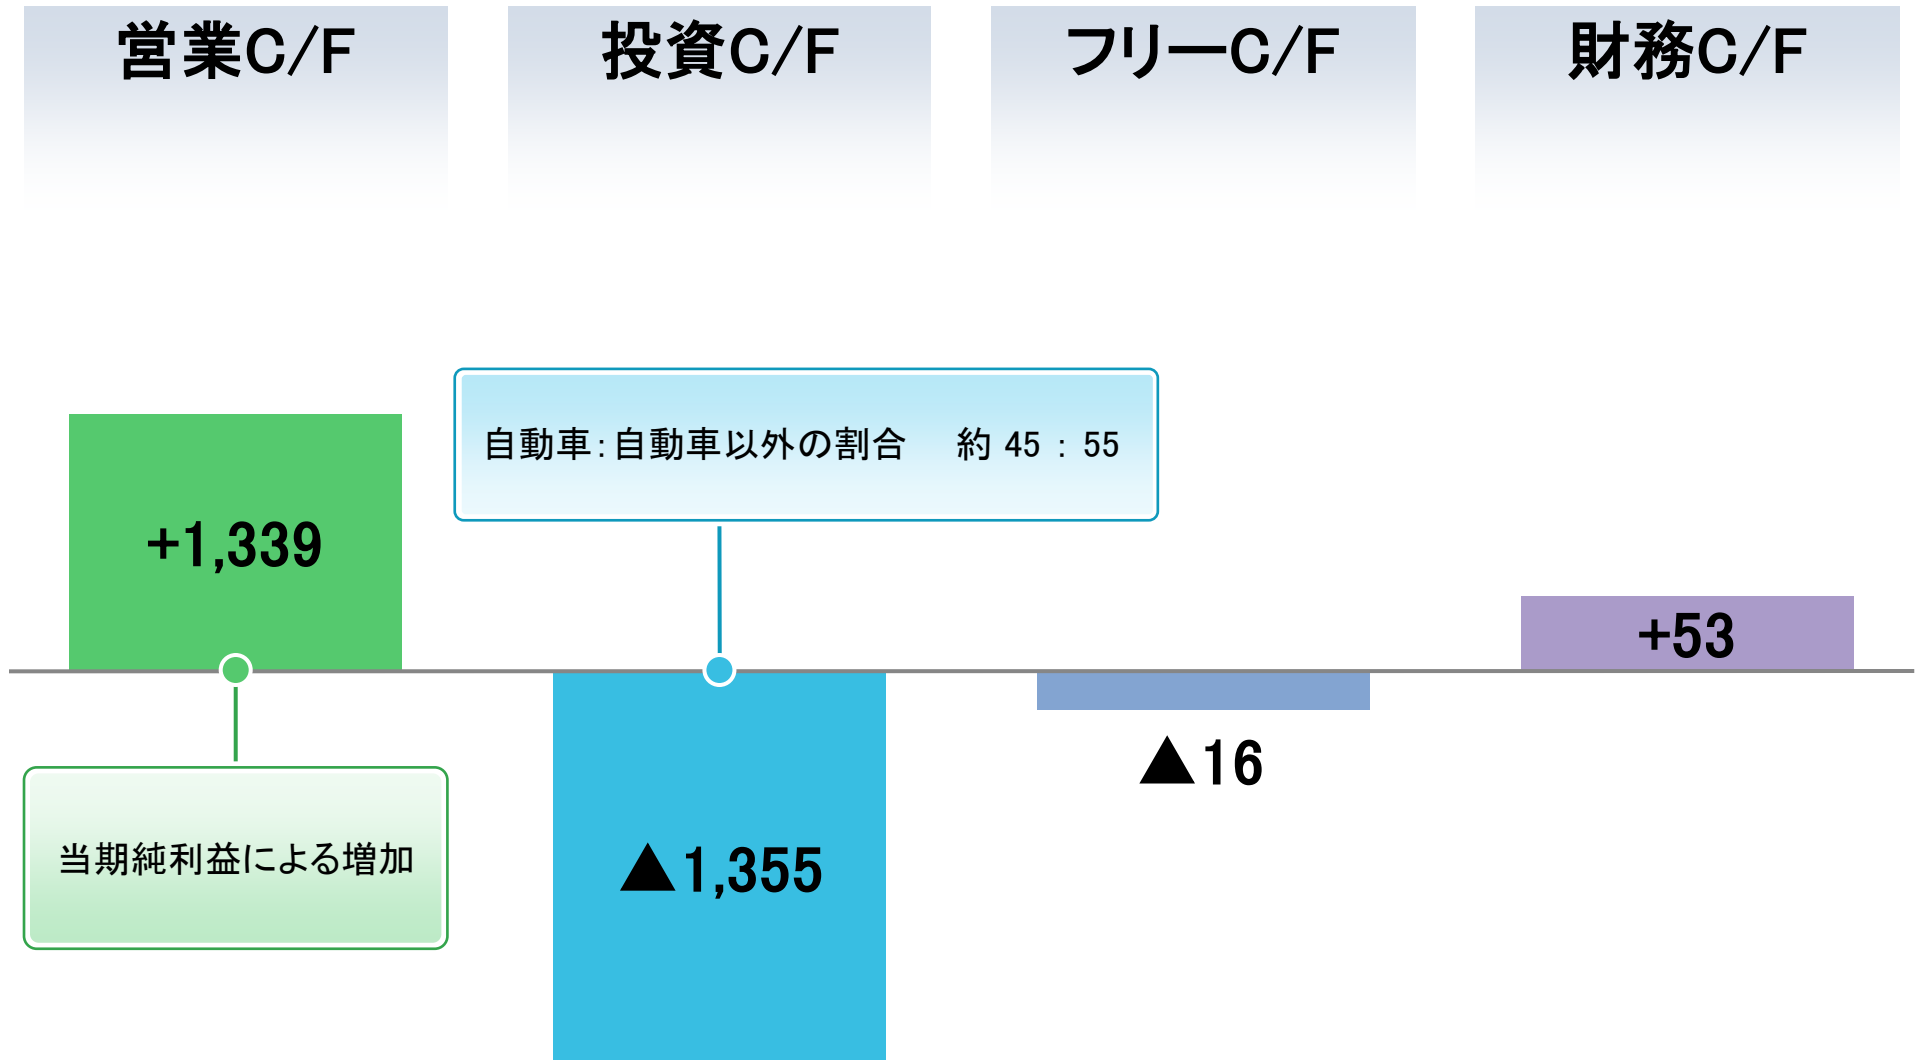 営業C/F
投資C/F
フリーC/F
財務C/F
自動車：自動車以外の割合　約 45 : 55
+1,339
+53
▲16
当期純利益による増加
▲1,355